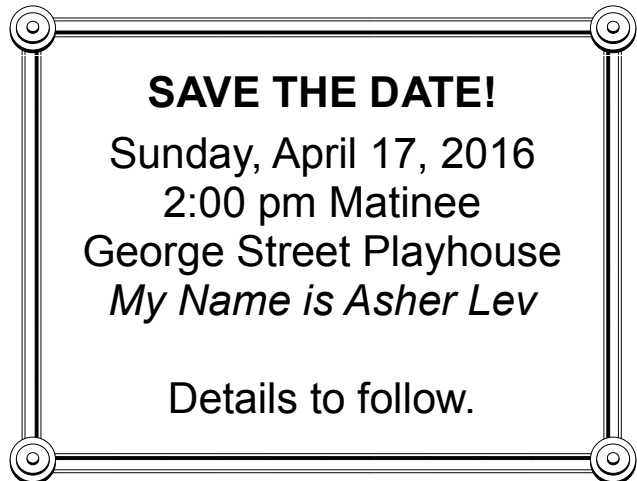 SAVE THE DATE!
Sunday, April 17, 2016
2:00 pm Matinee
George Street Playhouse
My Name is Asher Lev
Details to follow.